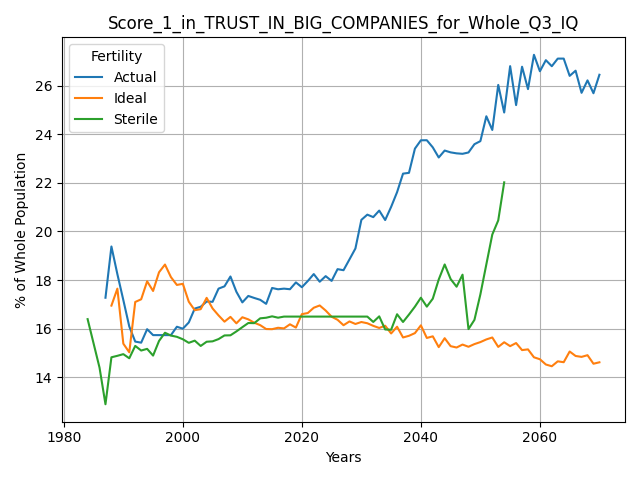 Score_1_in_TRUST_IN_BIG_COMPANIES_for_Whole_Q3_IQ
Fertility
Actual
Ideal
Sterile
% of Whole Population
26
24
22
20
18
16
14
1980
2000
2020
2040
2060
Years